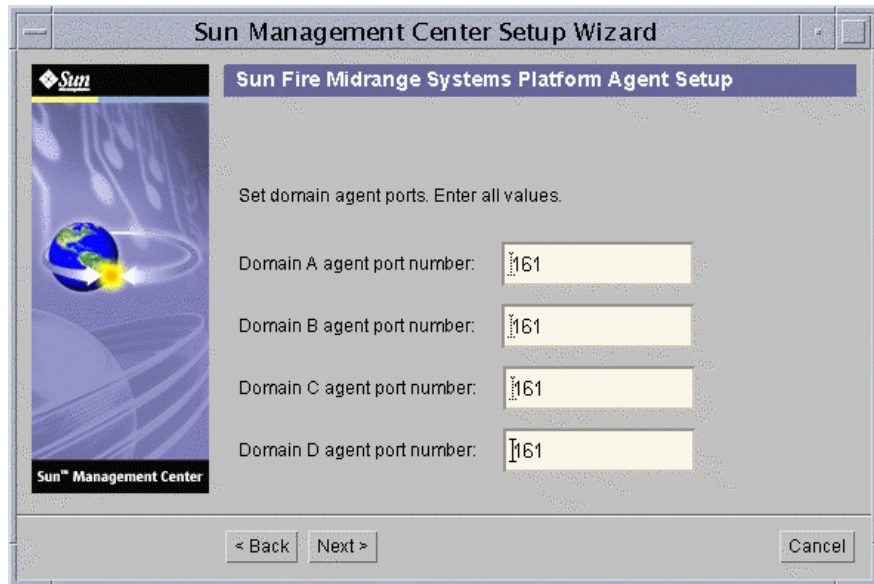 Sun Management Center Setup Wizard
Sun
Sun Fire Midrange Systems Platform Agent Setup
Set domain agent ports. Enter all values.
Domain A agent port number: 161
Domain B agent port number: 161
Domain C agent port number: 161
Domain D agent port number: 161
Sun™ Management Center
< Back Next > Cancel